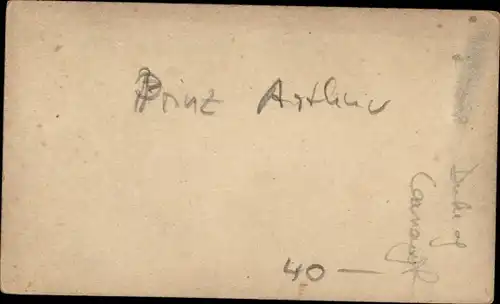 Prinz Arthur
Duke of
Connaught
40 —